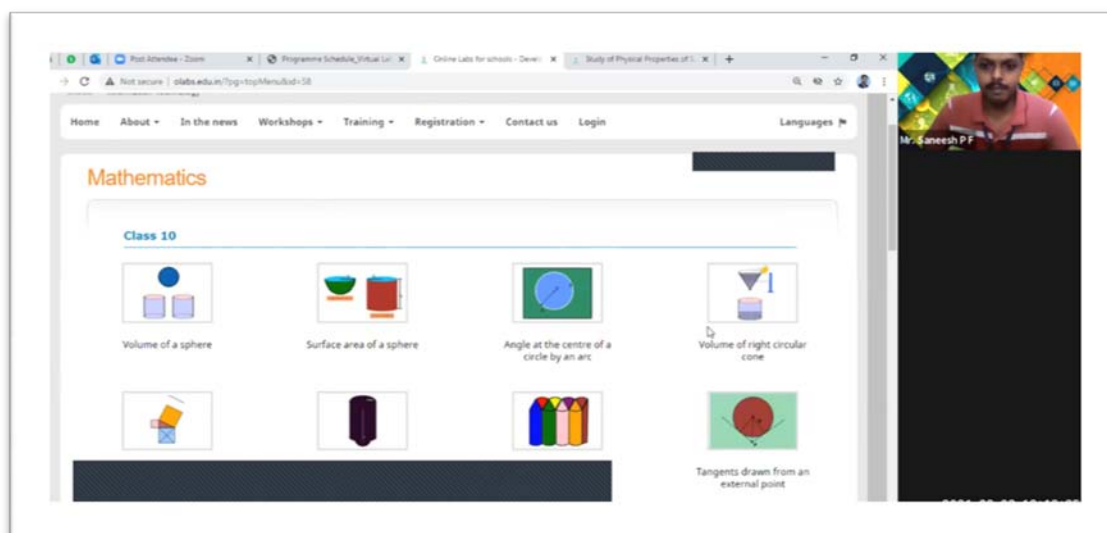 Post Attendee - Zoom
Programme Schedule_Virtual La
Online Labs for schools - Devel
Study of Physical Properties of S
Not secure | olabs.edu.in/?pg=topMenu&id=58
Home About In the news Workshops Training Registration Contact us Login Languages
Mr. Saneesh P F
Mathematics
Class 10
Volume of a sphere
Surface area of a sphere
Angle at the centre of a
circle by an arc
Volume of right circular
cone
Tangents drawn from an
external point